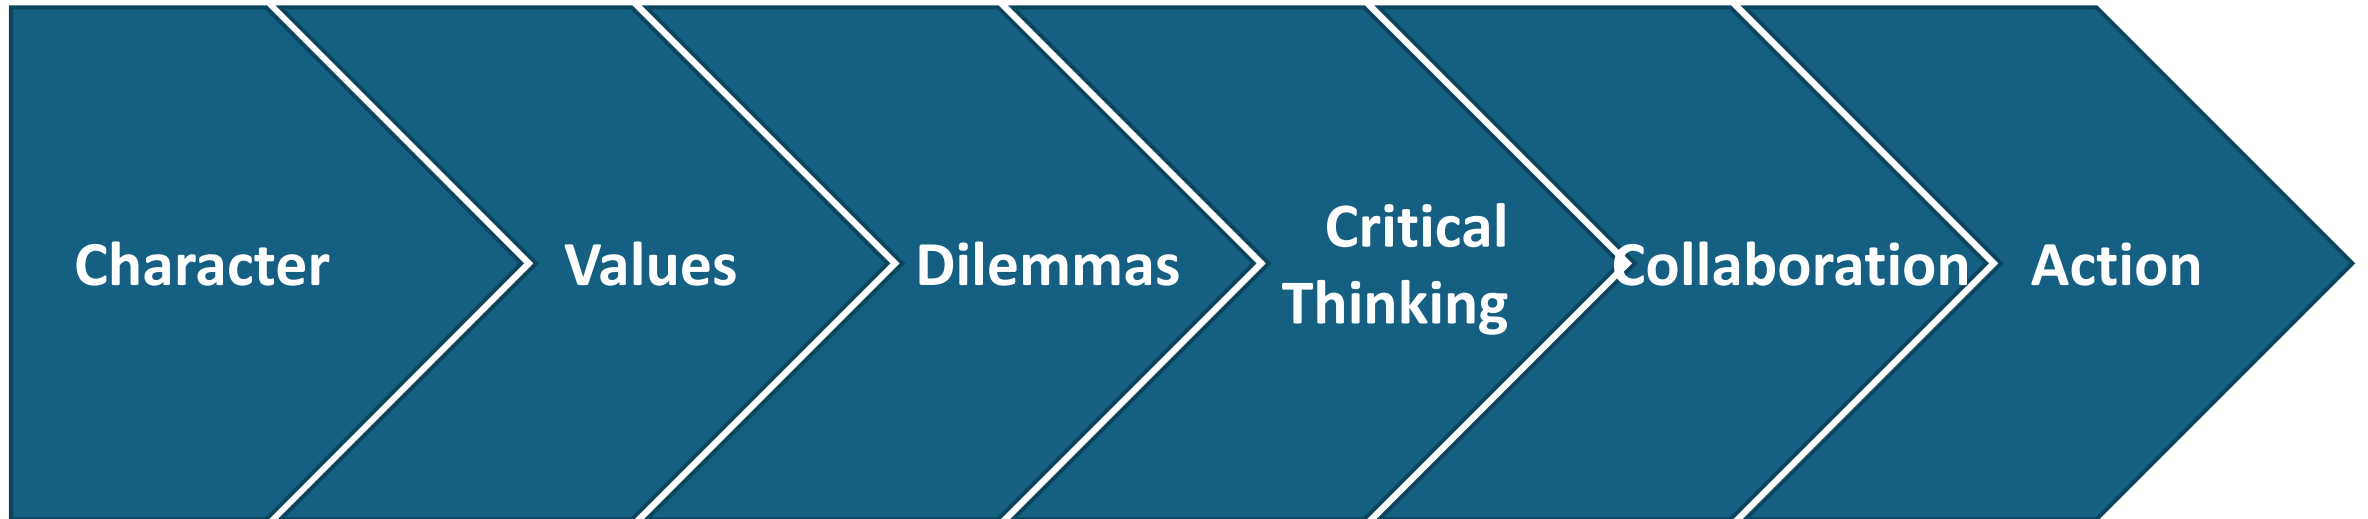 Character
Values
Dilemmas
Critical
Thinking
Collaboration
Action